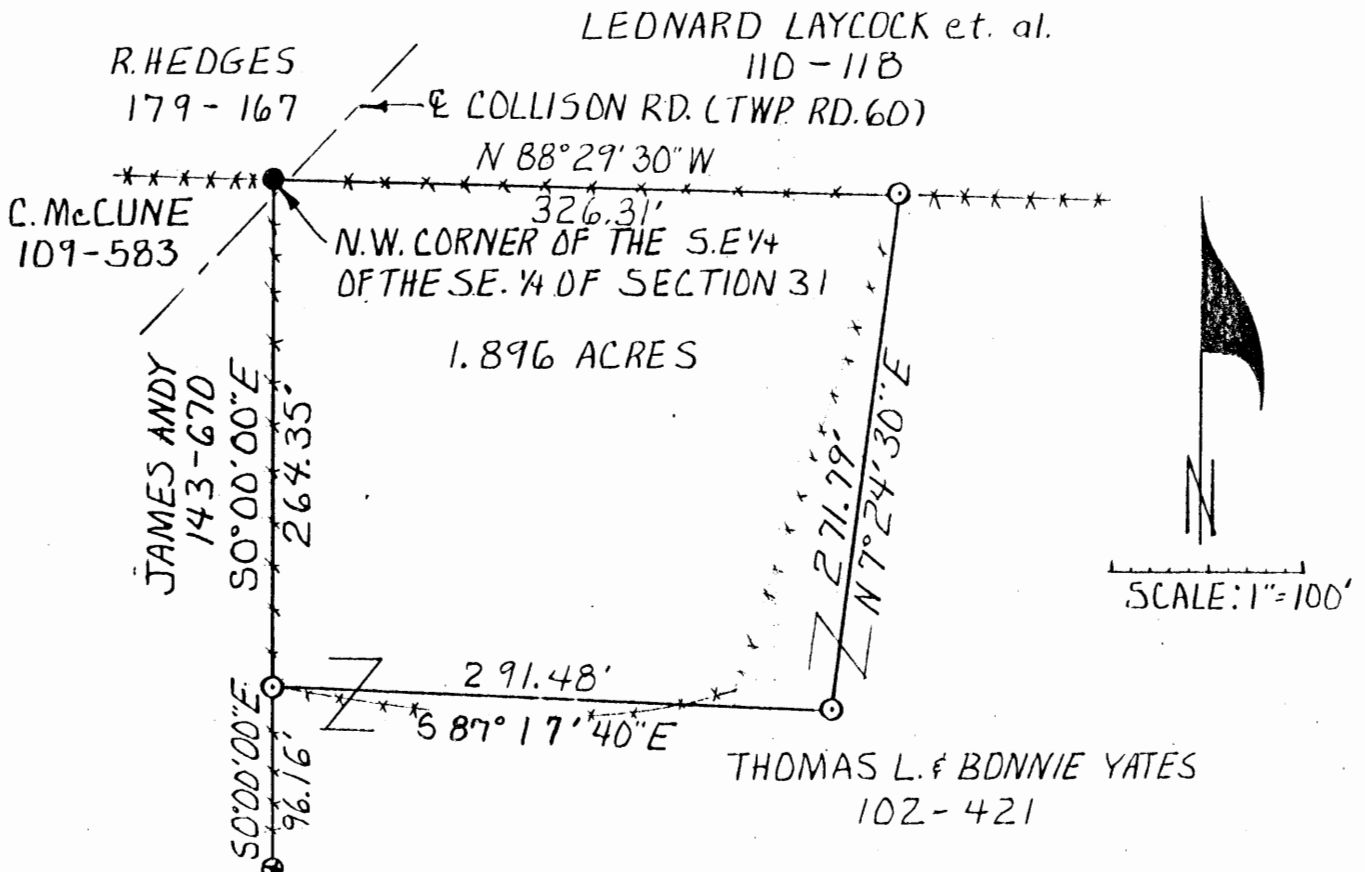 LEONARD LAYCOCK et. al.
110-118
R. HEDGES
179-167
℄ COLLISON RD. (TWP. RD. 60)
N 88°29'30" W
326.31'
C. McCUNE
109-583
N.W. CORNER OF THE S.E ¼
OF THE S.E. ¼ OF SECTION 31
1.896 ACRES
JAMES ANDY
143-670
S0°00'00"E
264.35'
271.79'
N 7°24'30" E
N
SCALE: 1"=100'
291.48'
S 87°17'40"E
S0°00'00"E
96.16'
THOMAS L. & BONNIE YATES
102-421